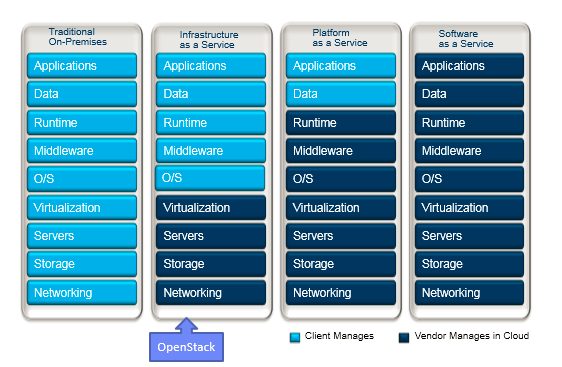 Traditional
On-Premises
Applications
Data
Runtime
Middleware
O/S
Virtualization
Servers
Storage
Networking
Infrastructure
as a Service
Applications
Data
Runtime
Middleware
O/S
Virtualization
Servers
Storage
Networking
Platform
as a Service
Applications
Data
Runtime
Middleware
O/S
Virtualization
Servers
Storage
Networking
Software
as a Service
Applications
Data
Runtime
Middleware
O/S
Virtualization
Servers
Storage
Networking
OpenStack
Client Manages
Vendor Manages in Cloud